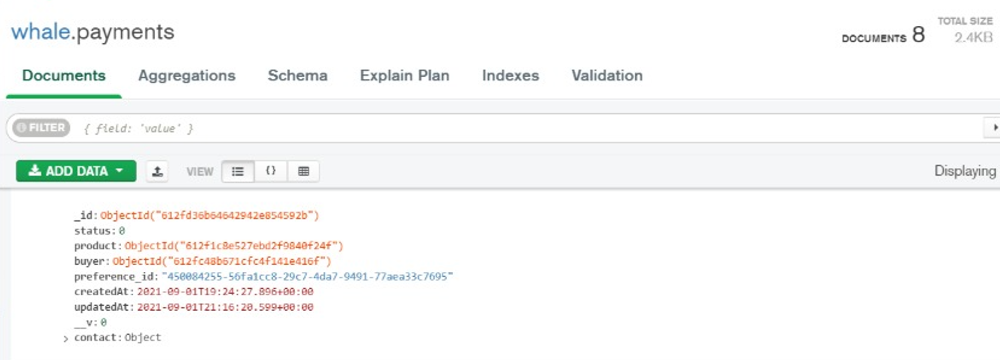 whale.payments
DOCUMENTS 8
TOTAL SIZE
2.4KB
Documents Aggregations Schema Explain Plan Indexes Validation
FILTER { field: 'value' }
ADD DATA VIEW {} Displaying
_id: ObjectId("612fd36b64642942e854592b")
status: 0
product: ObjectId("612f1c8e527ebd2f9840f24f")
buyer: ObjectId("612fc48b671cfc4f141e416f")
preference_id: "450084255-56fa1cc8-29c7-4da7-9491-77aea33c7695"
createdAt: 2021-09-01T19:24:27.896+00:00
updatedAt: 2021-09-01T21:16:20.599+00:00
__v: 0
> contact: Object